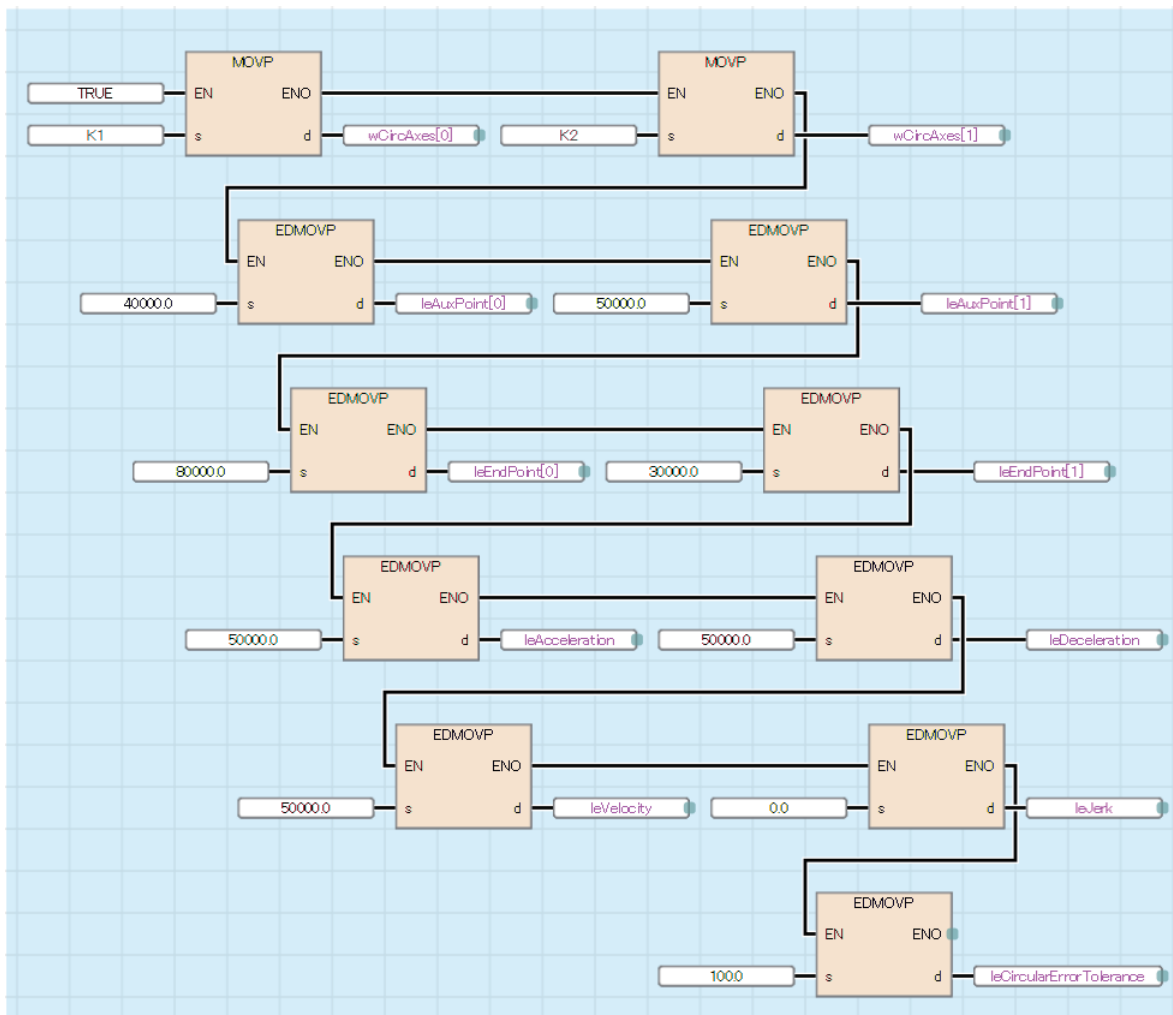 MOVP MOVP
TRUE EN ENO EN ENO
K1 s d wCircAxes[0] K2 s d wCircAxes[1]
EDMOVP EDMOVP
EN ENO EN ENO
40000.0 s d leAuxPoint[0] 50000.0 s d leAuxPoint[1]
EDMOVP EDMOVP
EN ENO EN ENO
80000.0 s d leEndPoint[0] 30000.0 s d leEndPoint[1]
EDMOVP EDMOVP
EN ENO EN ENO
50000.0 s d leAcceleration 50000.0 s d leDeceleration
EDMOVP EDMOVP
EN ENO EN ENO
50000.0 s d leVelocity 0.0 s d leJerk
EDMOVP
EN ENO
100.0 s d leCircularErrorTolerance